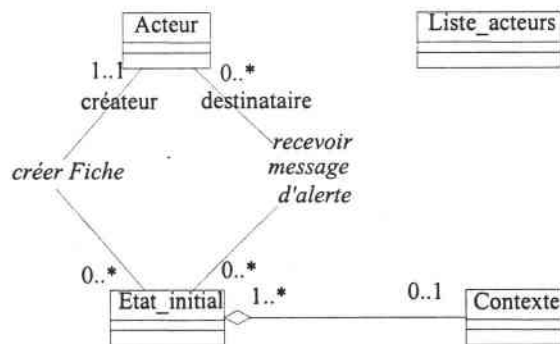 Acteur
Liste_acteurs
1..1
0..*
créateur
destinataire
créer Fiche
recevoir
message
d'alerte
0..*
0..*
Etat_initial
1..*
0..1
Contexte